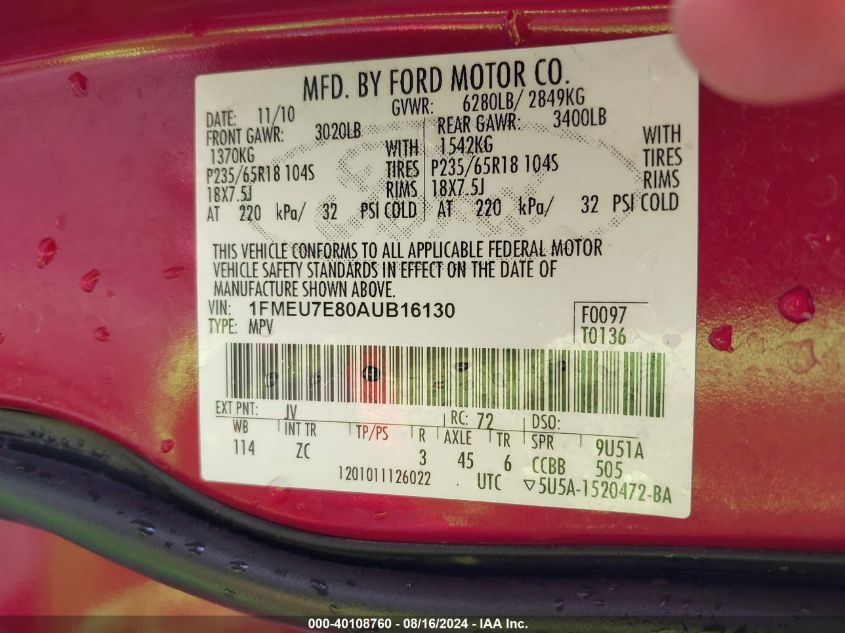 MFD. BY FORD MOTOR CO.
DATE: 11/10 GVWR: 6280LB/ 2849KG
FRONT GAWR: 3020LB REAR GAWR: 3400LB
1370KG WITH 1542KG WITH
P235/65R18 104S TIRES P235/65R18 104S TIRES
18X7.5J RIMS 18X7.5J RIMS
AT 220 kPa/ 32 PSI COLD AT 220 kPa/ 32 PSI COLD
THIS VEHICLE CONFORMS TO ALL APPLICABLE FEDERAL MOTOR
VEHICLE SAFETY STANDARDS IN EFFECT ON THE DATE OF
MANUFACTURE SHOWN ABOVE.
VIN: 1FMEU7E80AUB16130 F0097
TYPE: MPV T0136
EXT PNT: JV RC: 72 DSO:
WB INT TR TP/PS R AXLE TR SPR 9U51A
114 ZC 3 45 6 CCBB 505
1201011126022 UTC ▽5U5A-1520472-BA
000-40108760 - 08/16/2024 - IAA Inc.